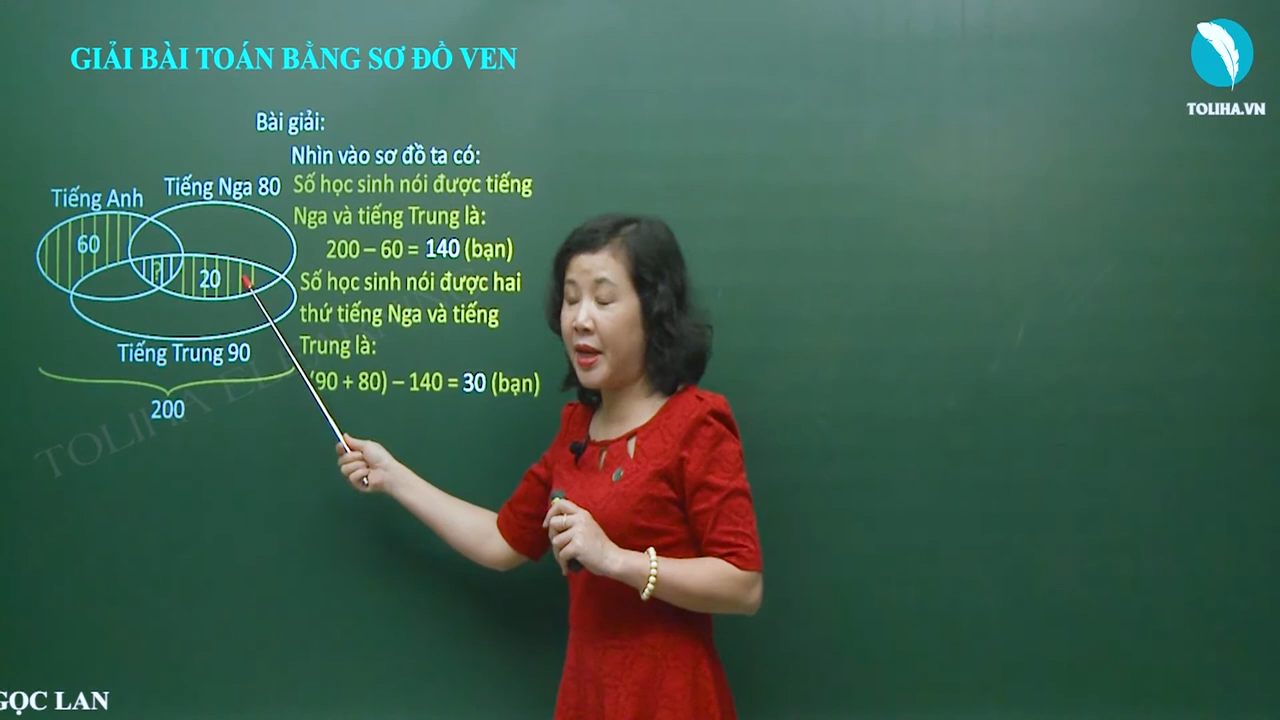 GIẢI BÀI TOÁN BẰNG SƠ ĐỒ VEN
TOLIHA.VN
Bài giải:
Nhìn vào sơ đồ ta có:
Số học sinh nói được tiếng
Nga và tiếng Trung là:
200 – 60 = 140 (bạn)
Số học sinh nói được hai
thứ tiếng Nga và tiếng
Trung là:
(90 + 80) – 140 = 30 (bạn)
Tiếng Anh
Tiếng Nga 80
60
?
20
Tiếng Trung 90
200
GỌC LAN